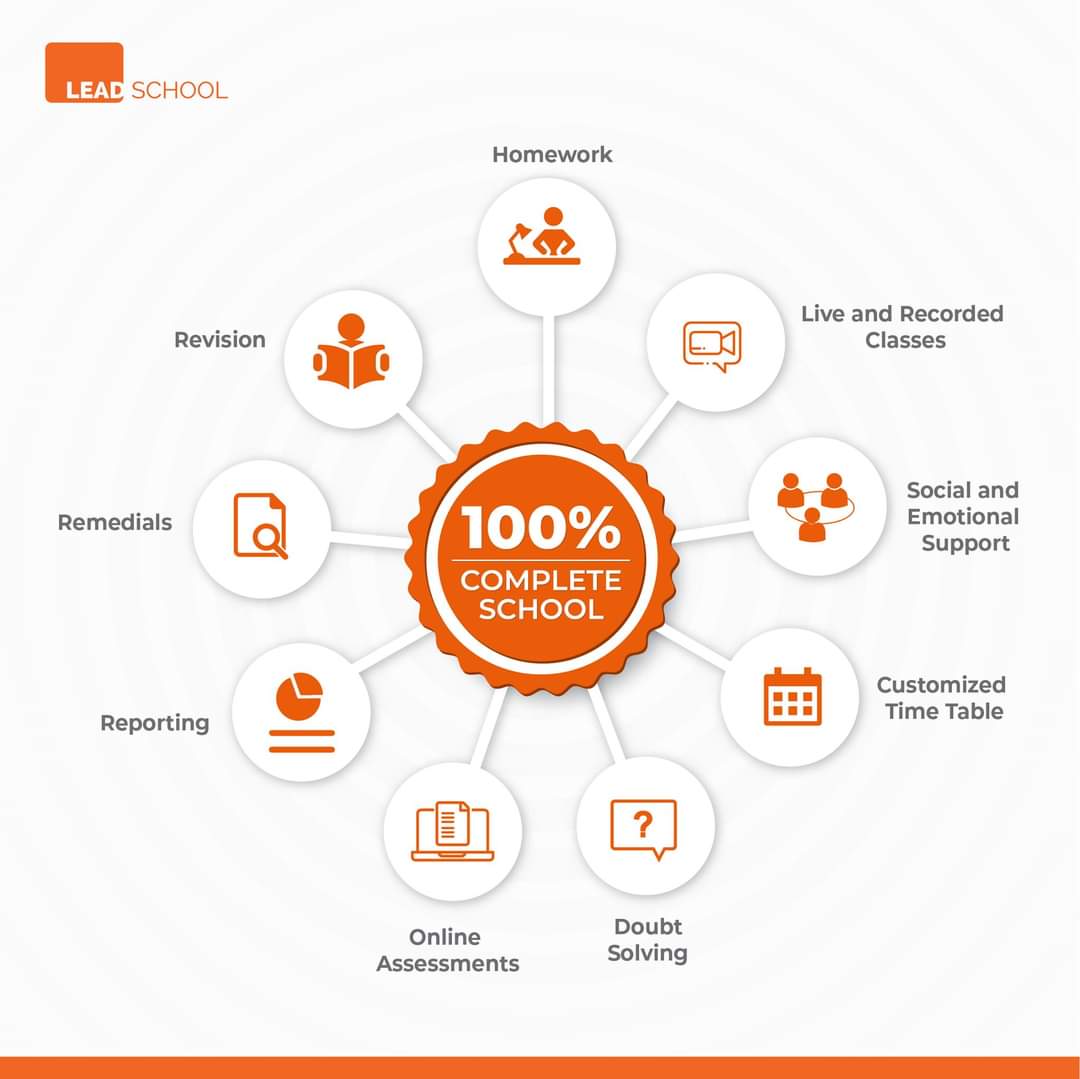 LEAD SCHOOL
Homework
Live and Recorded
Classes
Social and
Emotional
Support
Customized
Time Table
Doubt
Solving
Online
Assessments
Reporting
Remedials
Revision
100%
COMPLETE
SCHOOL
?